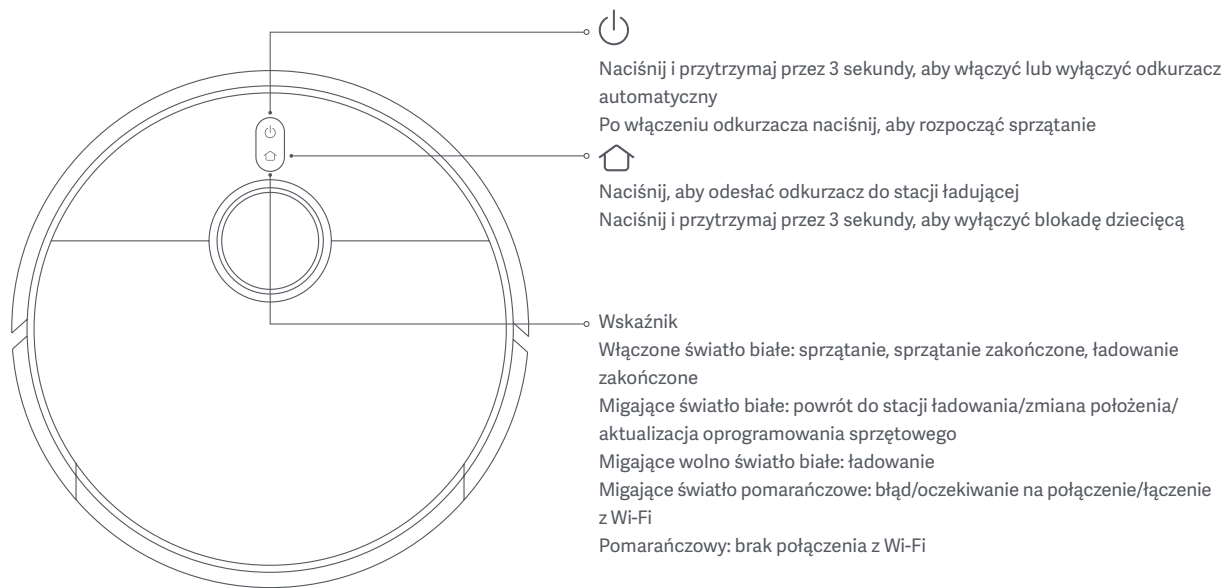 Naciśnij i przytrzymaj przez 3 sekundy, aby włączyć lub wyłączyć odkurzacz
automatyczny
Po włączeniu odkurzacza naciśnij, aby rozpocząć sprzątanie
Naciśnij, aby odesłać odkurzacz do stacji ładującej
Naciśnij i przytrzymaj przez 3 sekundy, aby wyłączyć blokadę dziecięcą
Wskaźnik
Włączone światło białe: sprzątanie, sprzątanie zakończone, ładowanie
zakończone
Migające światło białe: powrót do stacji ładowania/zmiana położenia/
aktualizacja oprogramowania sprzętowego
Migające wolno światło białe: ładowanie
Migające światło pomarańczowe: błąd/oczekiwanie na połączenie/łączenie
z Wi-Fi
Pomarańczowy: brak połączenia z Wi-Fi